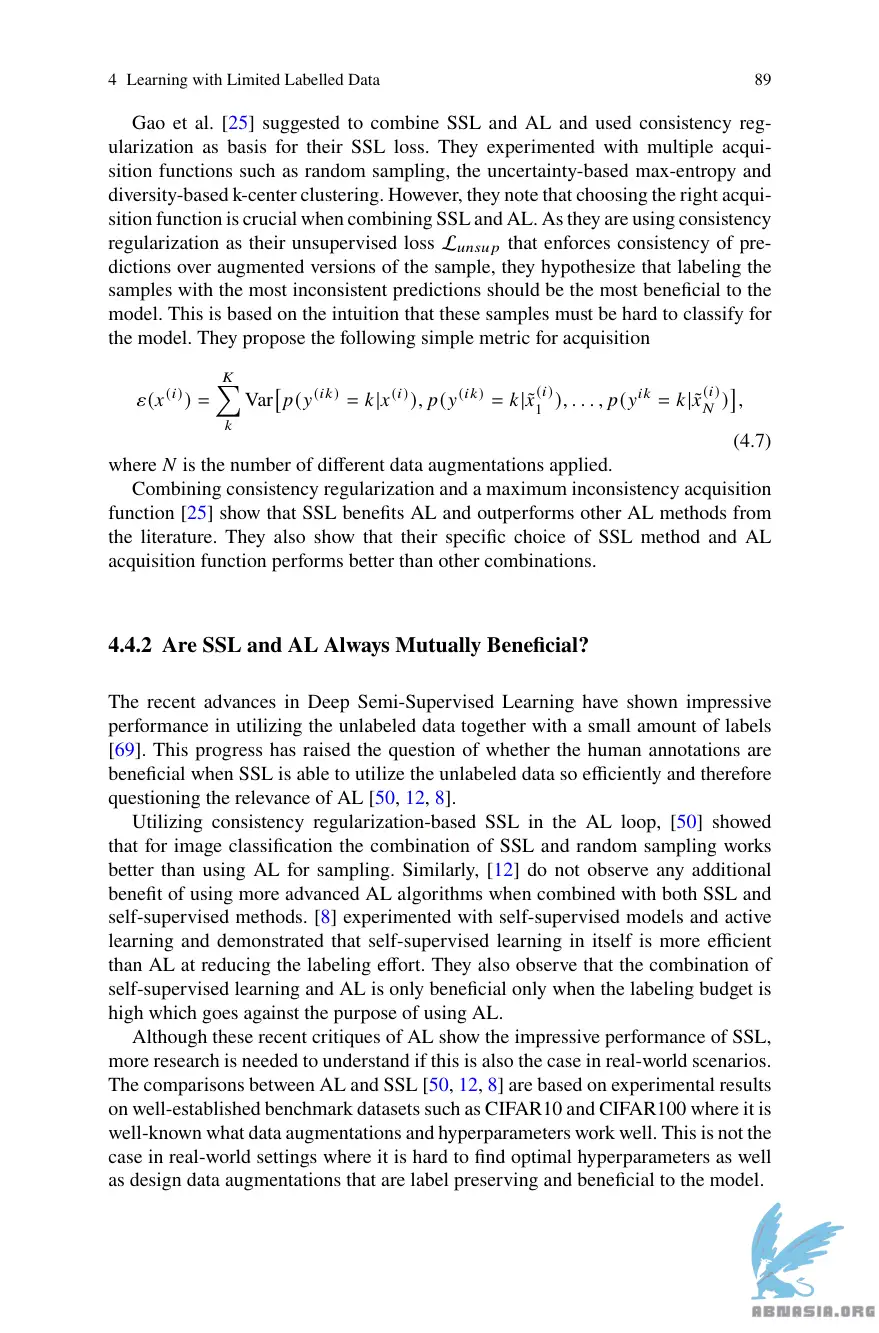 4 Learning with Limited Labelled Data 89
Gao et al. [25] suggested to combine SSL and AL and used consistency reg-
ularization as basis for their SSL loss. They experimented with multiple acqui-
sition functions such as random sampling, the uncertainty-based max-entropy and
diversity-based k-center clustering. However, they note that choosing the right acqui-
sition function is crucial when combining SSL and AL. As they are using consistency
regularization as their unsupervised loss ℒunsup that enforces consistency of pre-
dictions over augmented versions of the sample, they hypothesize that labeling the
samples with the most inconsistent predictions should be the most beneficial to the
model. This is based on the intuition that these samples must be hard to classify for
the model. They propose the following simple metric for acquisition
ε(x^(i)) = ∑_k^K Var[p(y^(ik) = k|x^(i)), p(y^(ik) = k|x̃_1^(i)), . . . , p(y^ik = k|x̃_N^(i))],
(4.7)
where N is the number of different data augmentations applied.
Combining consistency regularization and a maximum inconsistency acquisition
function [25] show that SSL benefits AL and outperforms other AL methods from
the literature. They also show that their specific choice of SSL method and AL
acquisition function performs better than other combinations.
4.4.2 Are SSL and AL Always Mutually Beneficial?
The recent advances in Deep Semi-Supervised Learning have shown impressive
performance in utilizing the unlabeled data together with a small amount of labels
[69]. This progress has raised the question of whether the human annotations are
beneficial when SSL is able to utilize the unlabeled data so efficiently and therefore
questioning the relevance of AL [50, 12, 8].
Utilizing consistency regularization-based SSL in the AL loop, [50] showed
that for image classification the combination of SSL and random sampling works
better than using AL for sampling. Similarly, [12] do not observe any additional
benefit of using more advanced AL algorithms when combined with both SSL and
self-supervised methods. [8] experimented with self-supervised models and active
learning and demonstrated that self-supervised learning in itself is more efficient
than AL at reducing the labeling effort. They also observe that the combination of
self-supervised learning and AL is only beneficial only when the labeling budget is
high which goes against the purpose of using AL.
Although these recent critiques of AL show the impressive performance of SSL,
more research is needed to understand if this is also the case in real-world scenarios.
The comparisons between AL and SSL [50, 12, 8] are based on experimental results
on well-established benchmark datasets such as CIFAR10 and CIFAR100 where it is
well-known what data augmentations and hyperparameters work well. This is not the
case in real-world settings where it is hard to find optimal hyperparameters as well
as design data augmentations that are label preserving and beneficial to the model.
ABNASIA.ORG